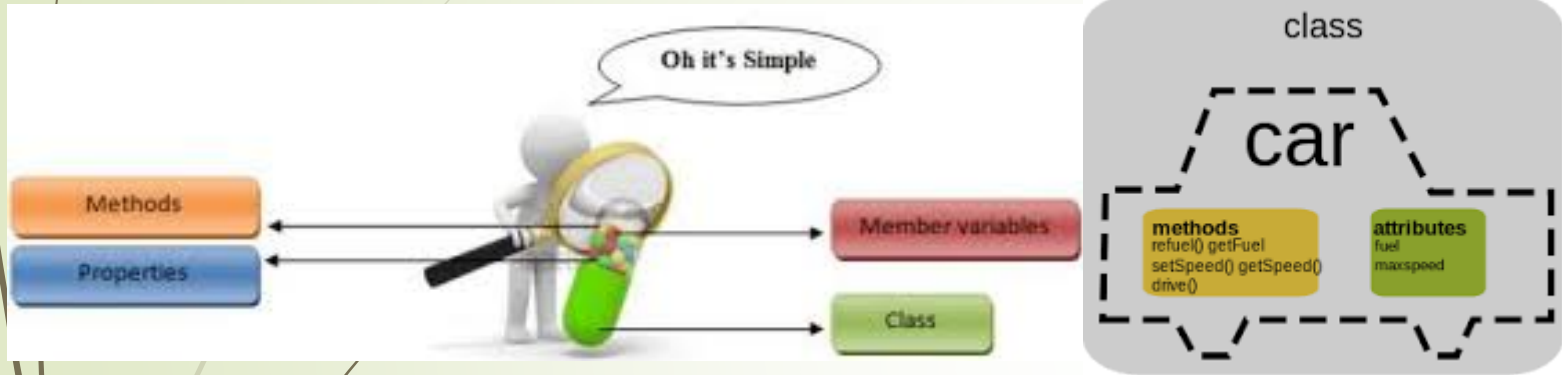 Oh it's Simple
Methods
Properties
Member variables
Class
class
car
methods
refuel() getFuel
setSpeed() getSpeed()
drive()
attributes
fuel
maxspeed